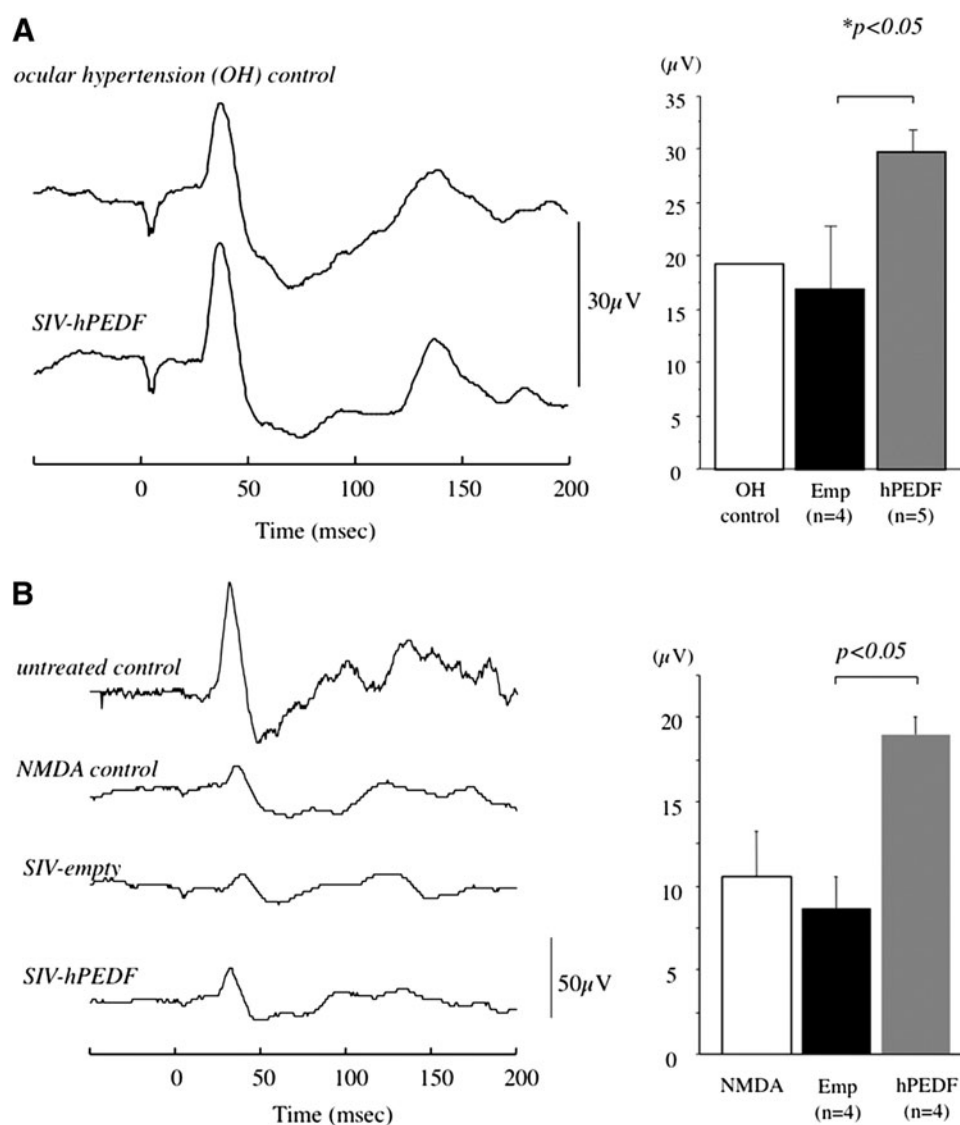 A
ocular hypertension (OH) control
SIV-hPEDF
30µV
0 50 100 150 200
Time (msec)
*p<0.05
(µV)
35
30
25
20
15
10
5
0
OH control
Emp (n=4)
hPEDF (n=5)
B
untreated control
NMDA control
SIV-empty
SIV-hPEDF
50µV
0 50 100 150 200
Time (msec)
p<0.05
(µV)
20
15
10
5
0
NMDA
Emp (n=4)
hPEDF (n=4)